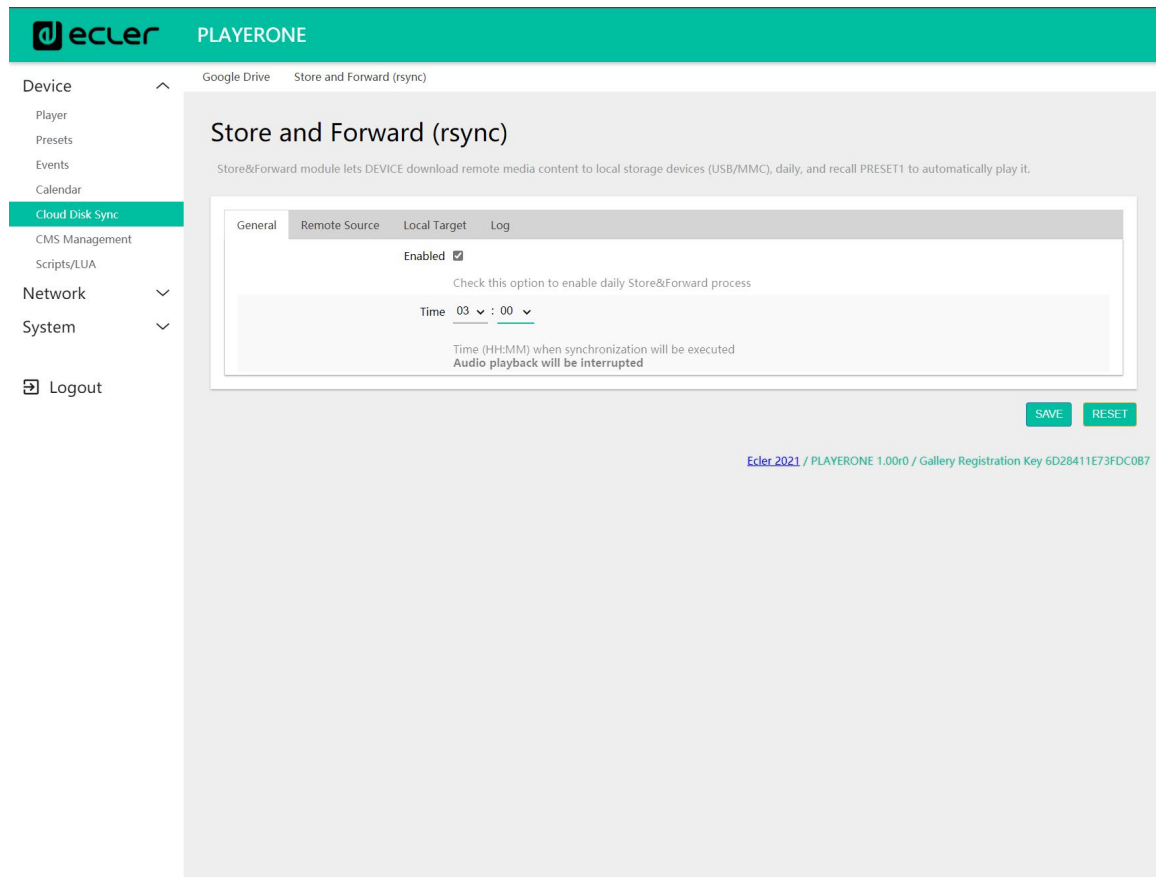 ecler
PLAYERONE
Device
Player
Presets
Events
Calendar
Cloud Disk Sync
CMS Management
Scripts/LUA
Network
System
Logout
Google Drive Store and Forward (rsync)
Store and Forward (rsync)
Store&Forward module lets DEVICE download remote media content to local storage devices (USB/MMC), daily, and recall PRESET1 to automatically play it.
General Remote Source Local Target Log
Enabled
Check this option to enable daily Store&Forward process
Time 03 : 00
Time (HH:MM) when synchronization will be executed
Audio playback will be interrupted
SAVE RESET
Ecler 2021 / PLAYERONE 1.00r0 / Gallery Registration Key 6D28411E73FDC0B7